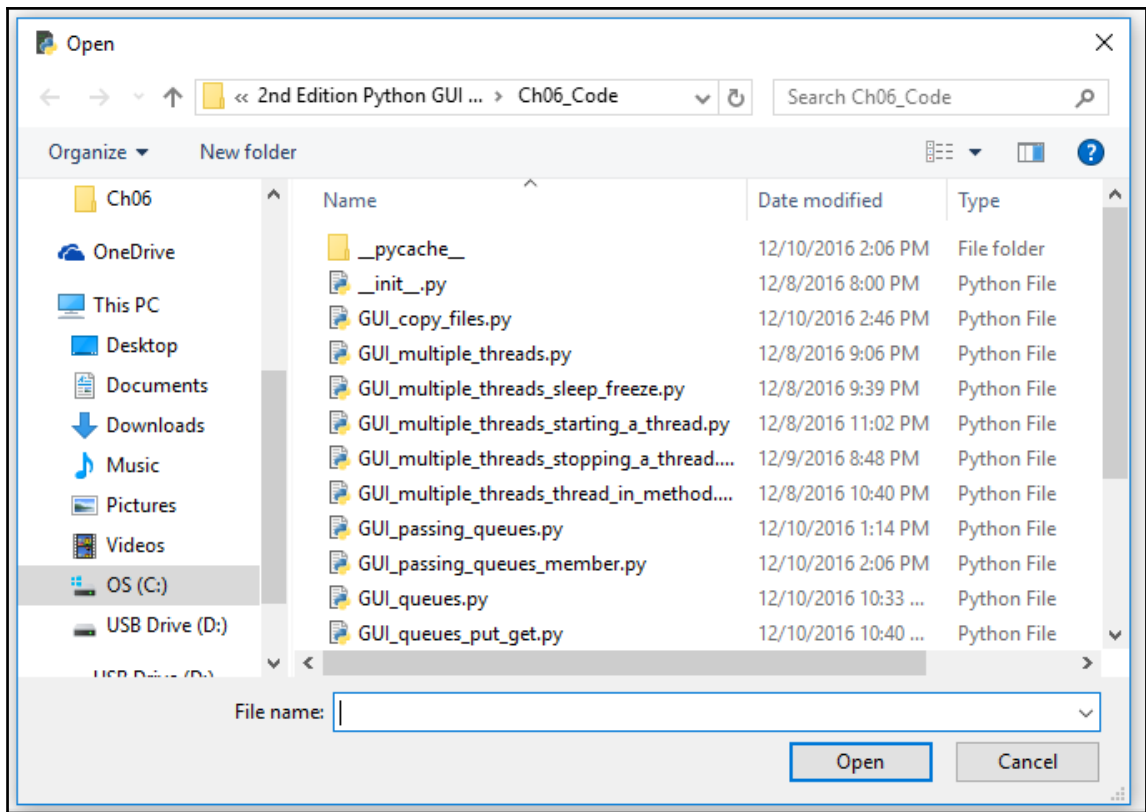 Open
« 2nd Edition Python GUI ... > Ch06_Code
Search Ch06_Code
Organize New folder
?
Ch06
OneDrive
This PC
Desktop
Documents
Downloads
Music
Pictures
Videos
OS (C:)
USB Drive (D:)
USB Drive (D:)
Name Date modified Type
__pycache__ 12/10/2016 2:06 PM File folder
__init__.py 12/8/2016 8:00 PM Python File
GUI_copy_files.py 12/10/2016 2:46 PM Python File
GUI_multiple_threads.py 12/8/2016 9:06 PM Python File
GUI_multiple_threads_sleep_freeze.py 12/8/2016 9:39 PM Python File
GUI_multiple_threads_starting_a_thread.py 12/8/2016 11:02 PM Python File
GUI_multiple_threads_stopping_a_thread.... 12/9/2016 8:48 PM Python File
GUI_multiple_threads_thread_in_method.... 12/8/2016 10:40 PM Python File
GUI_passing_queues.py 12/10/2016 1:14 PM Python File
GUI_passing_queues_member.py 12/10/2016 2:06 PM Python File
GUI_queues.py 12/10/2016 10:33 ... Python File
GUI_queues_put_get.py 12/10/2016 10:40 ... Python File
File name:
Open Cancel